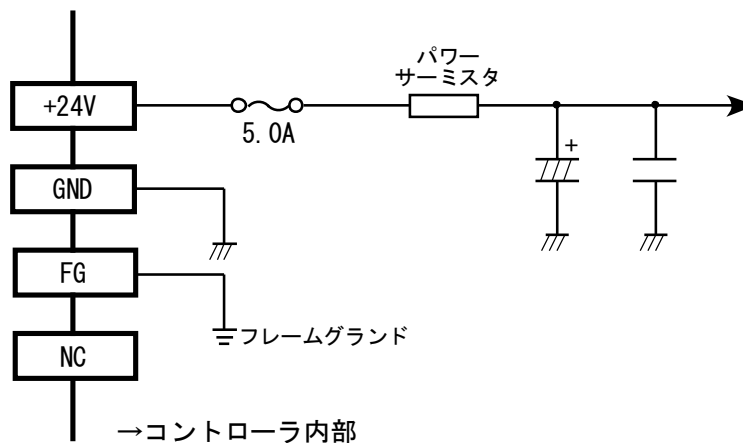 パワー
サーミスタ
+24V
5.0A
+
GND
FG
フレームグランド
NC
→コントローラ内部